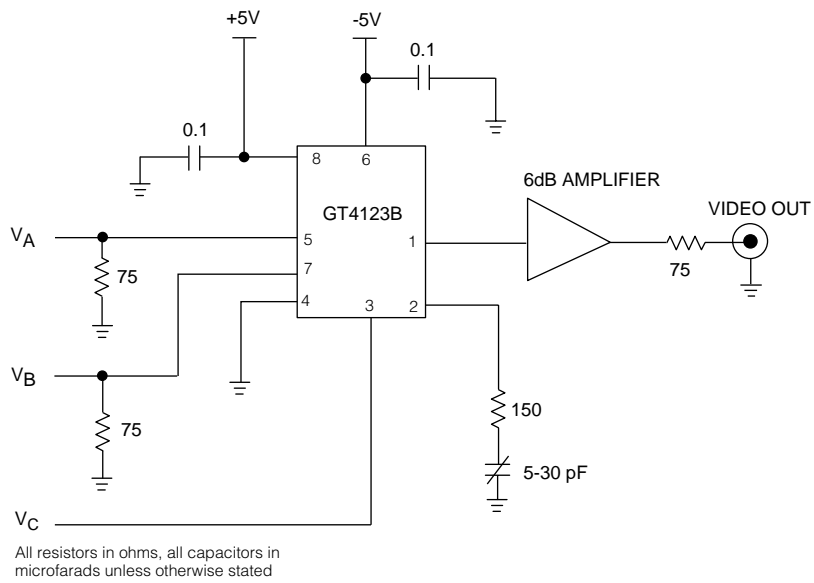 +5V
-5V
0.1
0.1
8
6
6dB AMPLIFIER
GT4123B
VIDEO OUT
VA
5
1
75
7
75
4
3
2
VB
150
75
5-30 pF
VC
All resistors in ohms, all capacitors in
microfarads unless otherwise stated